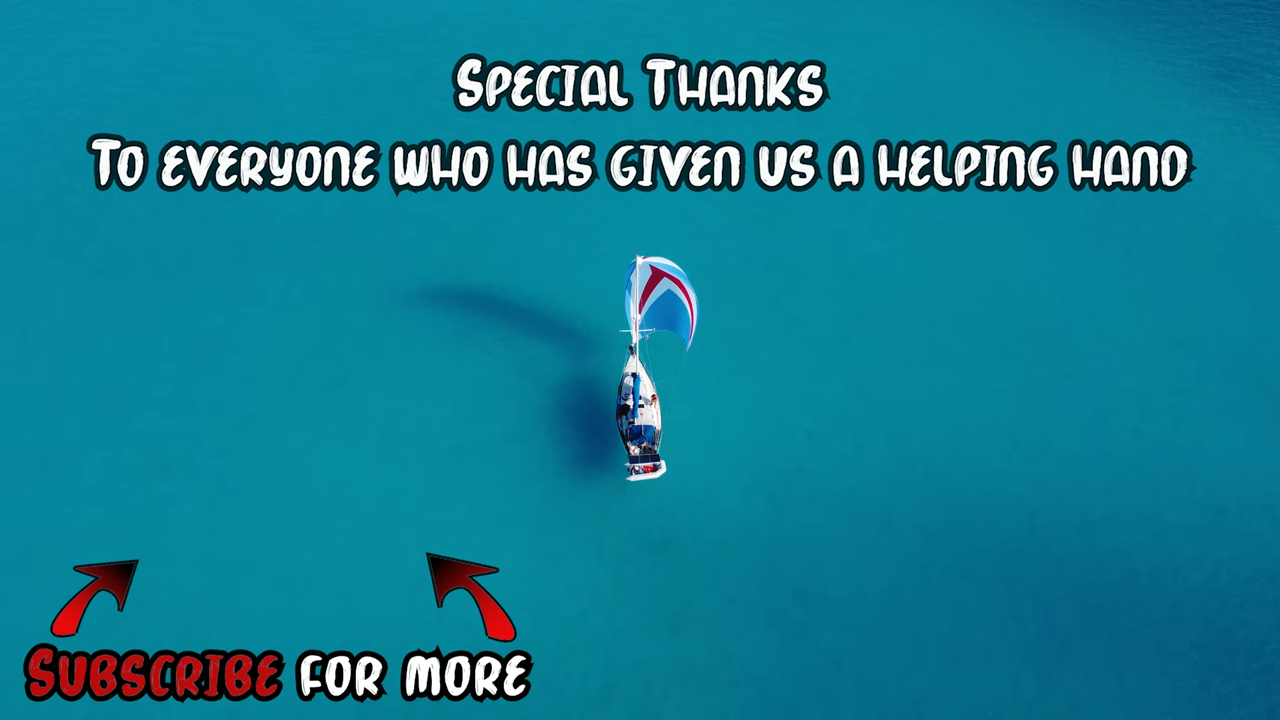 Special Thanks
To everyone who has given us a helping hand
Subscribe for more